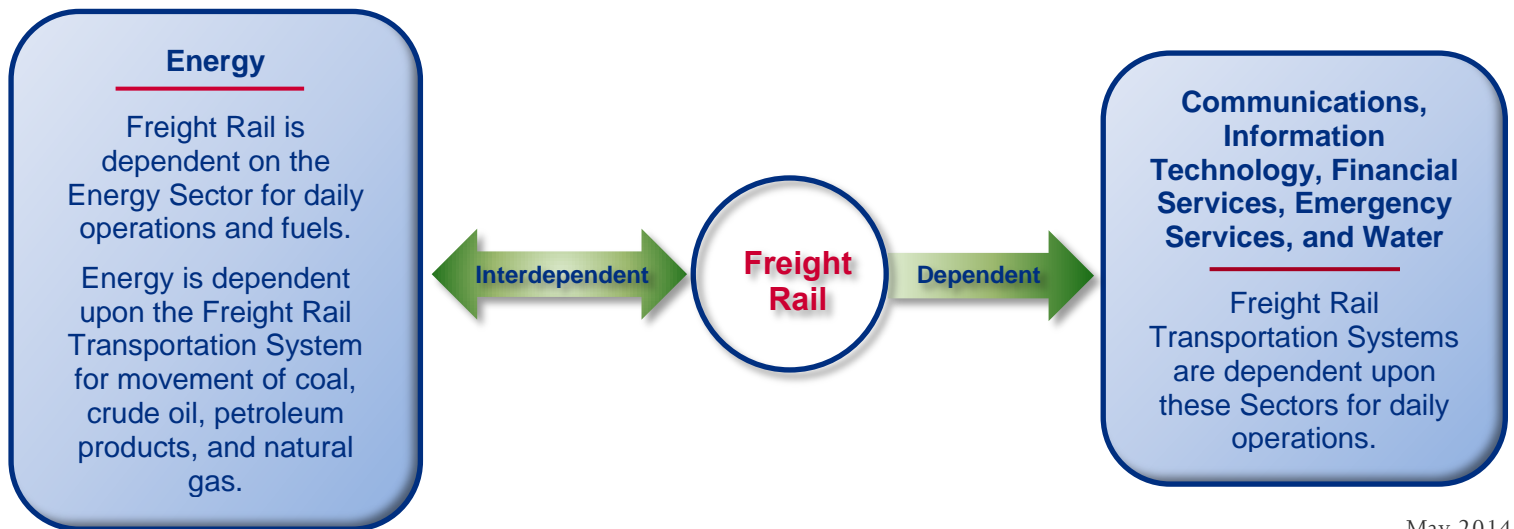 Energy
Freight Rail is
dependent on the
Energy Sector for daily
operations and fuels.
Energy is dependent
upon the Freight Rail
Transportation System
for movement of coal,
crude oil, petroleum
products, and natural
gas.
Interdependent
Freight
Rail
Dependent
Communications,
Information
Technology, Financial
Services, Emergency
Services, and Water
Freight Rail
Transportation Systems
are dependent upon
these Sectors for daily
operations.
May 2014